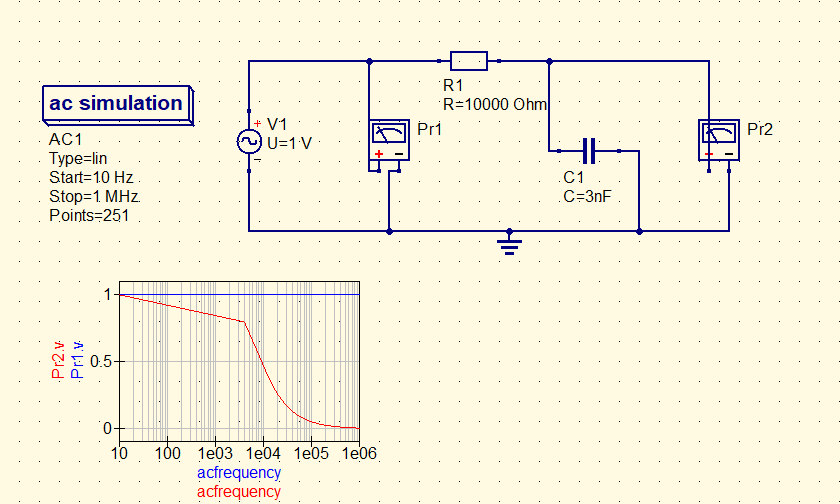 ac simulation
AC1
Type=lin
Start=10 Hz
Stop=1 MHz
Points=251
+
V1
U=1 V
–
Pr1
+ –
R1
R=10000 Ohm
C1
C=3nF
Pr2
+ –
Pr2.v
Pr1.v
1
0.5
0
10 100 1e03 1e04 1e05 1e06
acfrequency
acfrequency